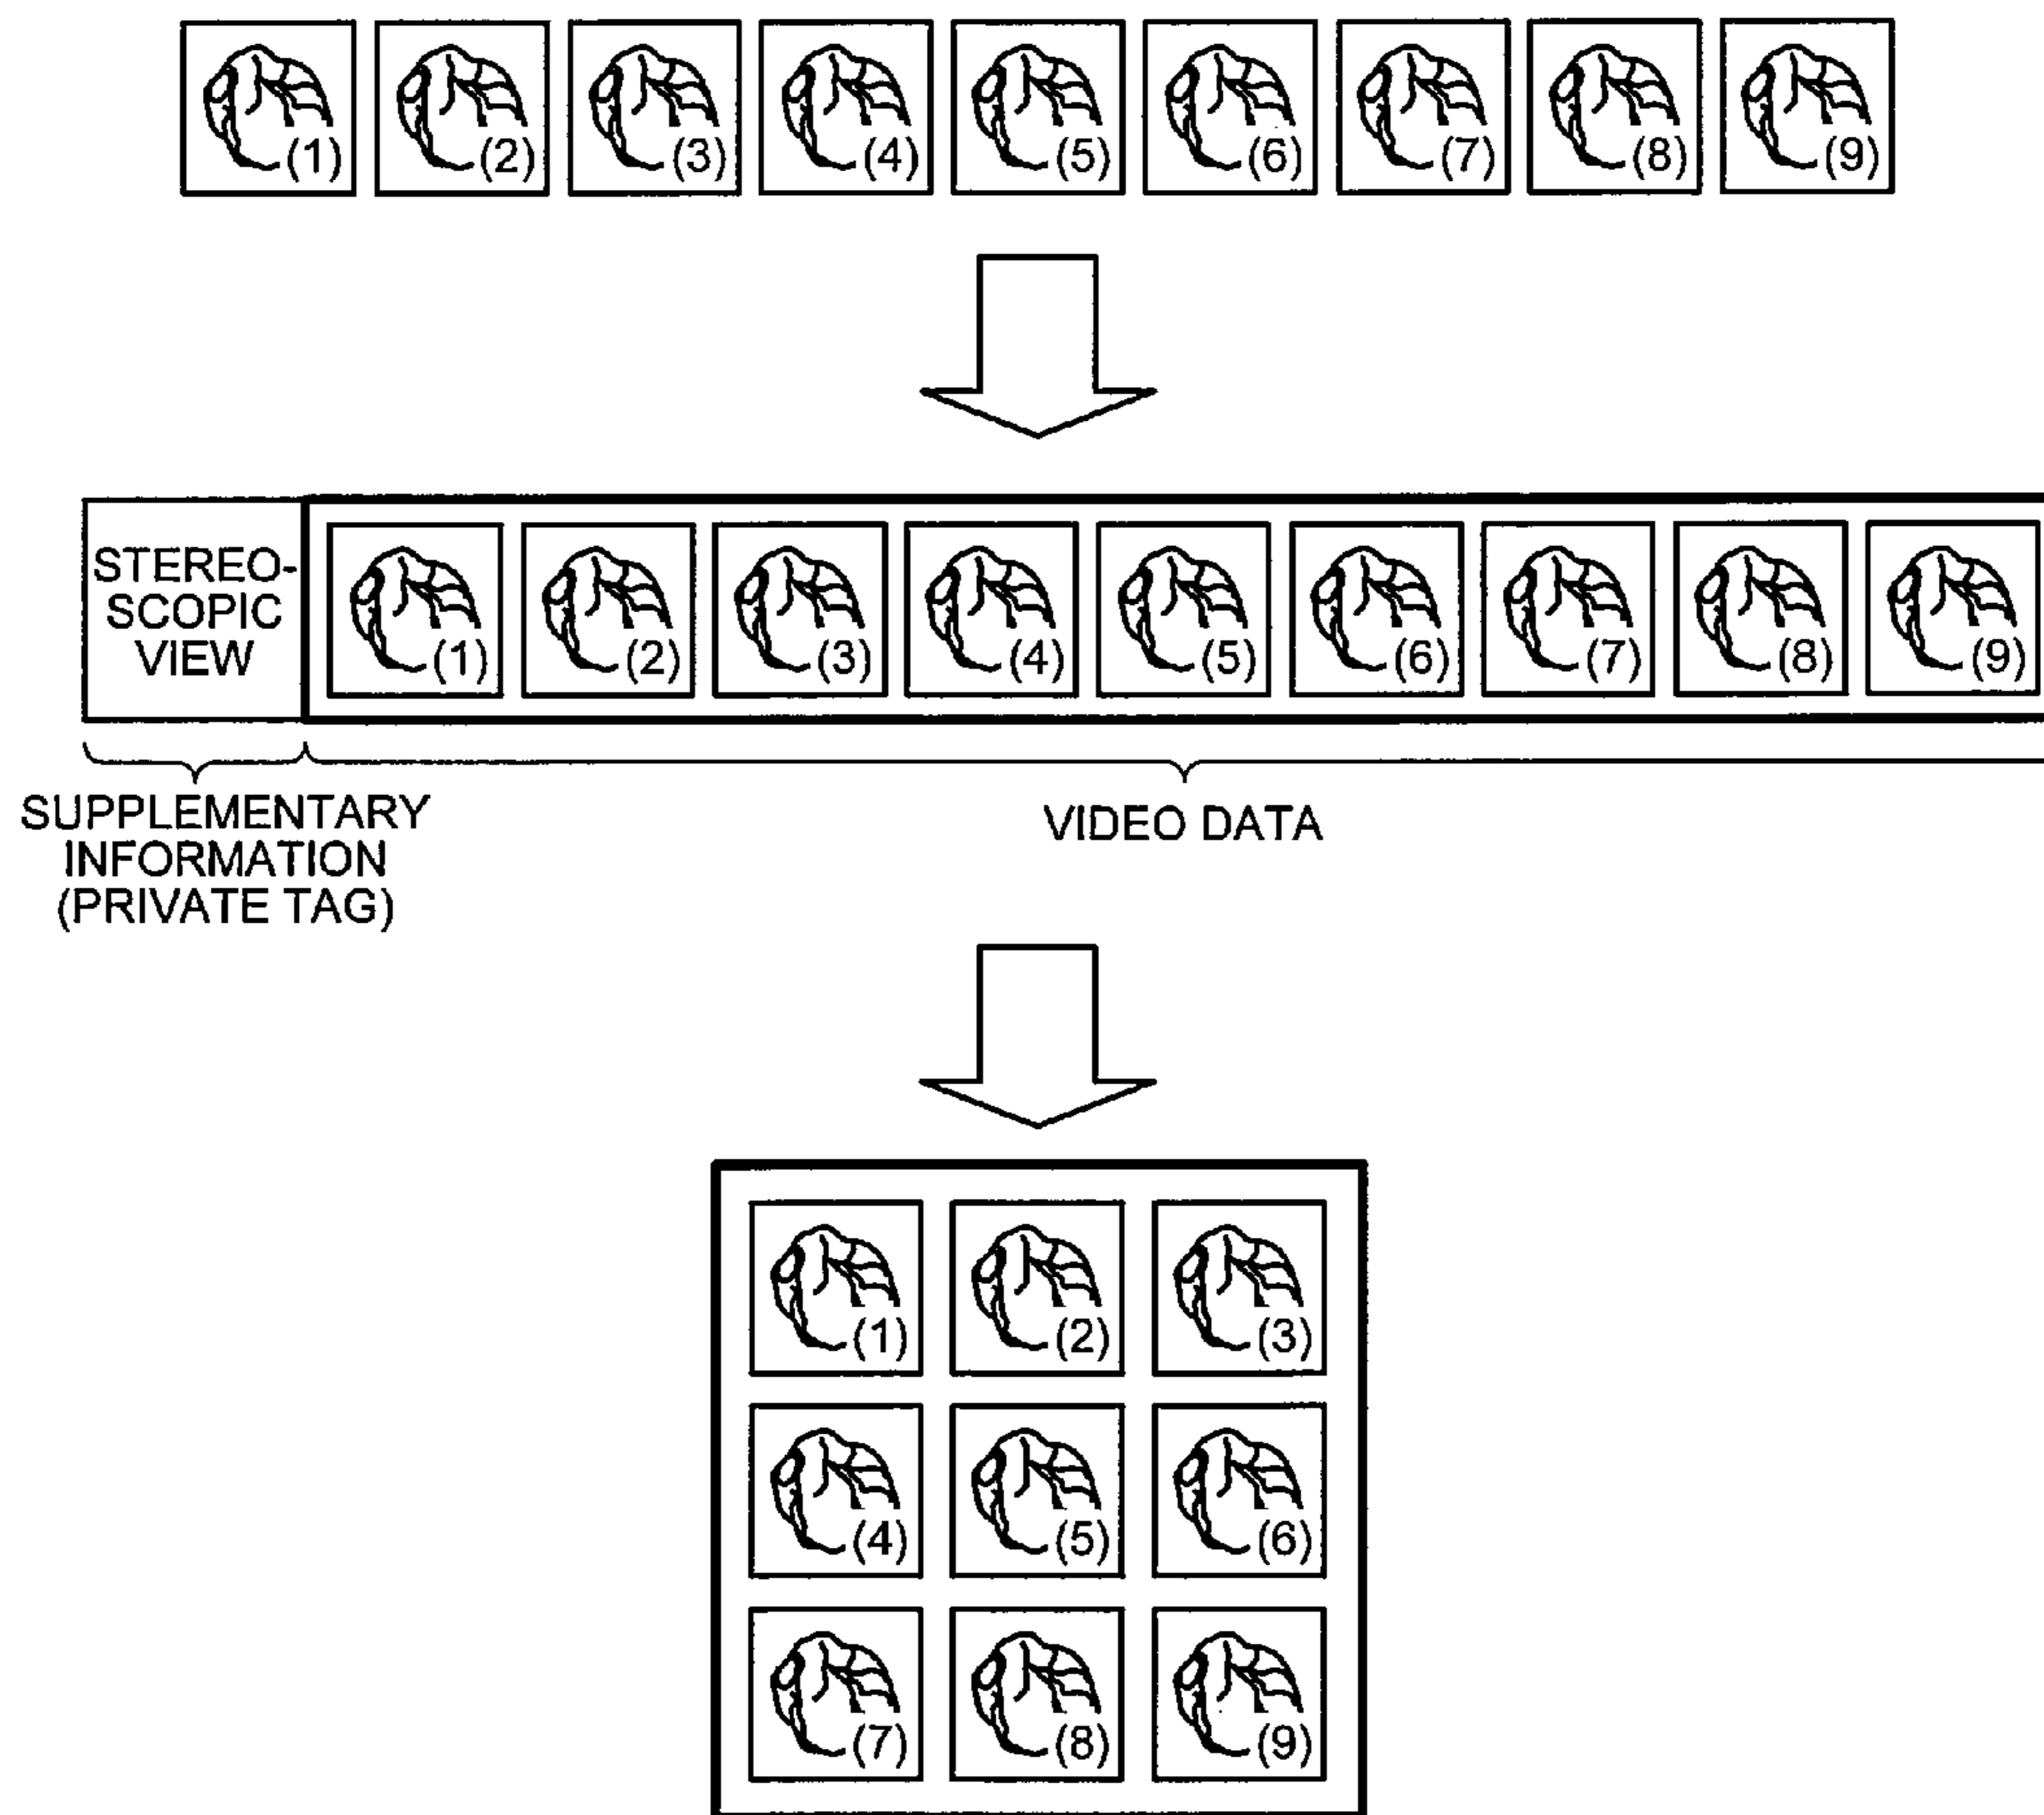 (1) (2) (3) (4) (5) (6) (7) (8) (9)
STEREO-
SCOPIC
VIEW
(1) (2) (3) (4) (5) (6) (7) (8) (9)
SUPPLEMENTARY
INFORMATION
(PRIVATE TAG)
VIDEO DATA
(1) (2) (3)
(4) (5) (6)
(7) (8) (9)